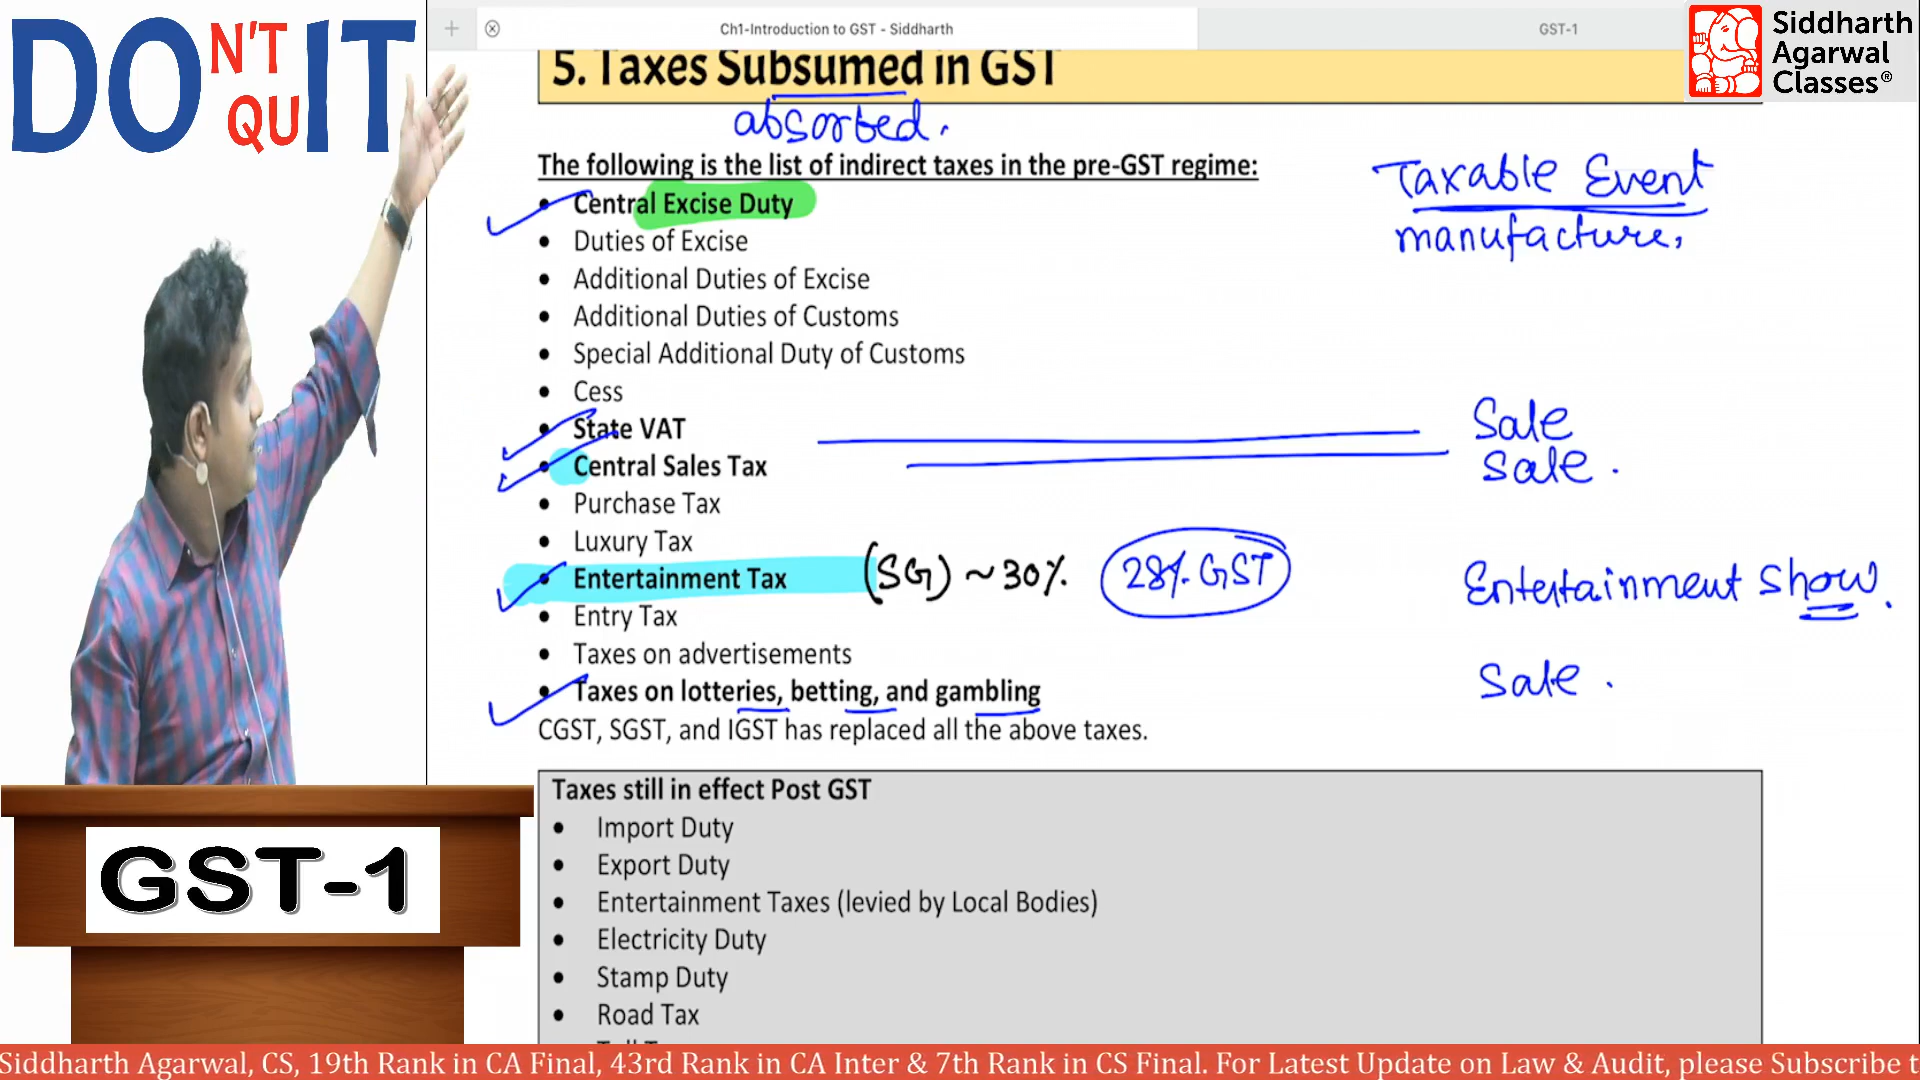 DON'T QUIT
Ch1-Introduction to GST - Siddharth
GST-1
Siddharth
Agarwal
Classes®
5. Taxes Subsumed in GST
absorbed.
The following is the list of indirect taxes in the pre-GST regime:
Taxable Event
manufacture.
• Central Excise Duty
• Duties of Excise
• Additional Duties of Excise
• Additional Duties of Customs
• Special Additional Duty of Customs
• Cess
• State VAT Sale
• Central Sales Tax Sale.
• Purchase Tax
• Luxury Tax
• Entertainment Tax (SG) ~30% 28% GST Entertainment Show.
• Entry Tax
• Taxes on advertisements
• Taxes on lotteries, betting, and gambling Sale.
CGST, SGST, and IGST has replaced all the above taxes.
Taxes still in effect Post GST
• Import Duty
• Export Duty
• Entertainment Taxes (levied by Local Bodies)
• Electricity Duty
• Stamp Duty
• Road Tax
GST-1
Siddharth Agarwal, CS, 19th Rank in CA Final, 43rd Rank in CA Inter & 7th Rank in CS Final. For Latest Update on Law & Audit, please Subscribe t